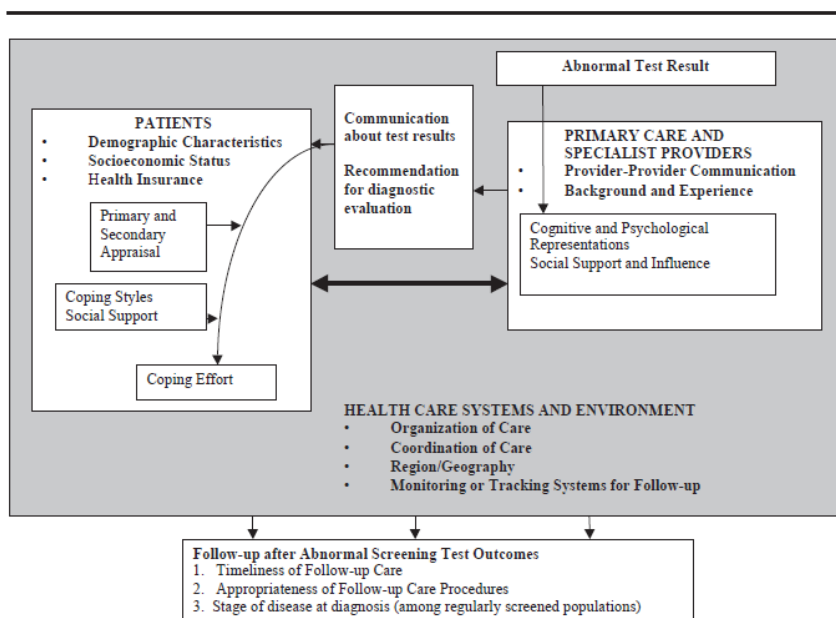 Abnormal Test Result
Communication
about test results
Recommendation
for diagnostic
evaluation
PATIENTS
• Demographic Characteristics
• Socioeconomic Status
• Health Insurance
Primary and
Secondary
Appraisal
Coping Styles
Social Support
Coping Effort
PRIMARY CARE AND
SPECIALIST PROVIDERS
• Provider-Provider Communication
• Background and Experience
Cognitive and Psychological
Representations
Social Support and Influence
HEALTH CARE SYSTEMS AND ENVIRONMENT
• Organization of Care
• Coordination of Care
• Region/Geography
• Monitoring or Tracking Systems for Follow-up
Follow-up after Abnormal Screening Test Outcomes
1. Timeliness of Follow-up Care
2. Appropriateness of Follow-up Care Procedures
3. Stage of disease at diagnosis (among regularly screened populations)